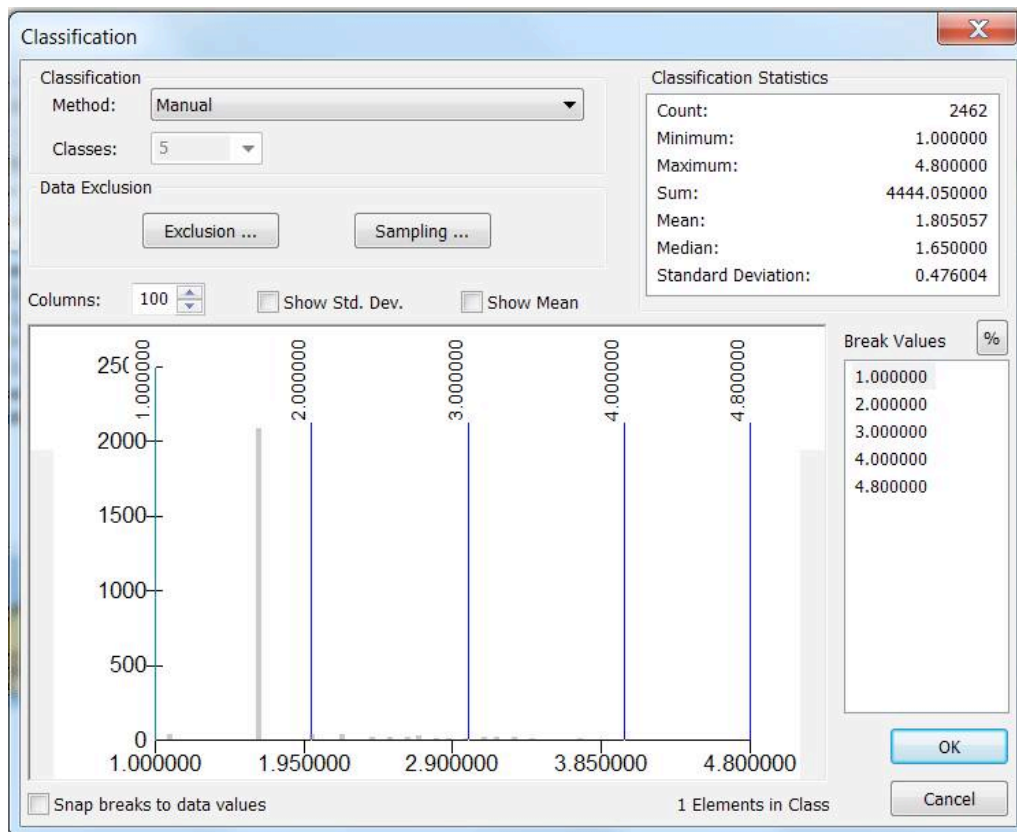 Classification
Classification
Method: Manual
Classes: 5
Data Exclusion
Exclusion ...
Sampling ...
Classification Statistics
Count: 2462
Minimum: 1.000000
Maximum: 4.800000
Sum: 4444.050000
Mean: 1.805057
Median: 1.650000
Standard Deviation: 0.476004
Columns: 100
Show Std. Dev.
Show Mean
1.000000
2.000000
3.000000
4.000000
4.800000
2000
1500
1000
500
0
1.000000 1.950000 2.900000 3.850000 4.800000
Break Values %
1.000000
2.000000
3.000000
4.000000
4.800000
OK
Cancel
Snap breaks to data values
1 Elements in Class